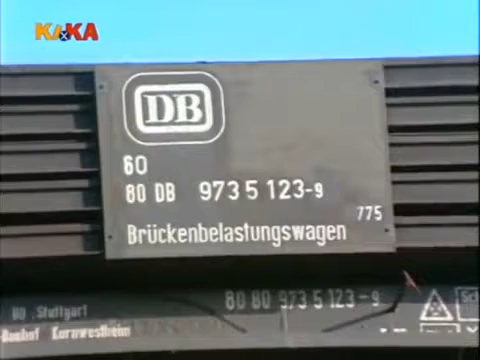 KiKA
DB
60
80 DB 973 5 123-9
775
Brückenbelastungswagen
80 80 973 5 123-9
BD Stuttgart
Kornwestheim